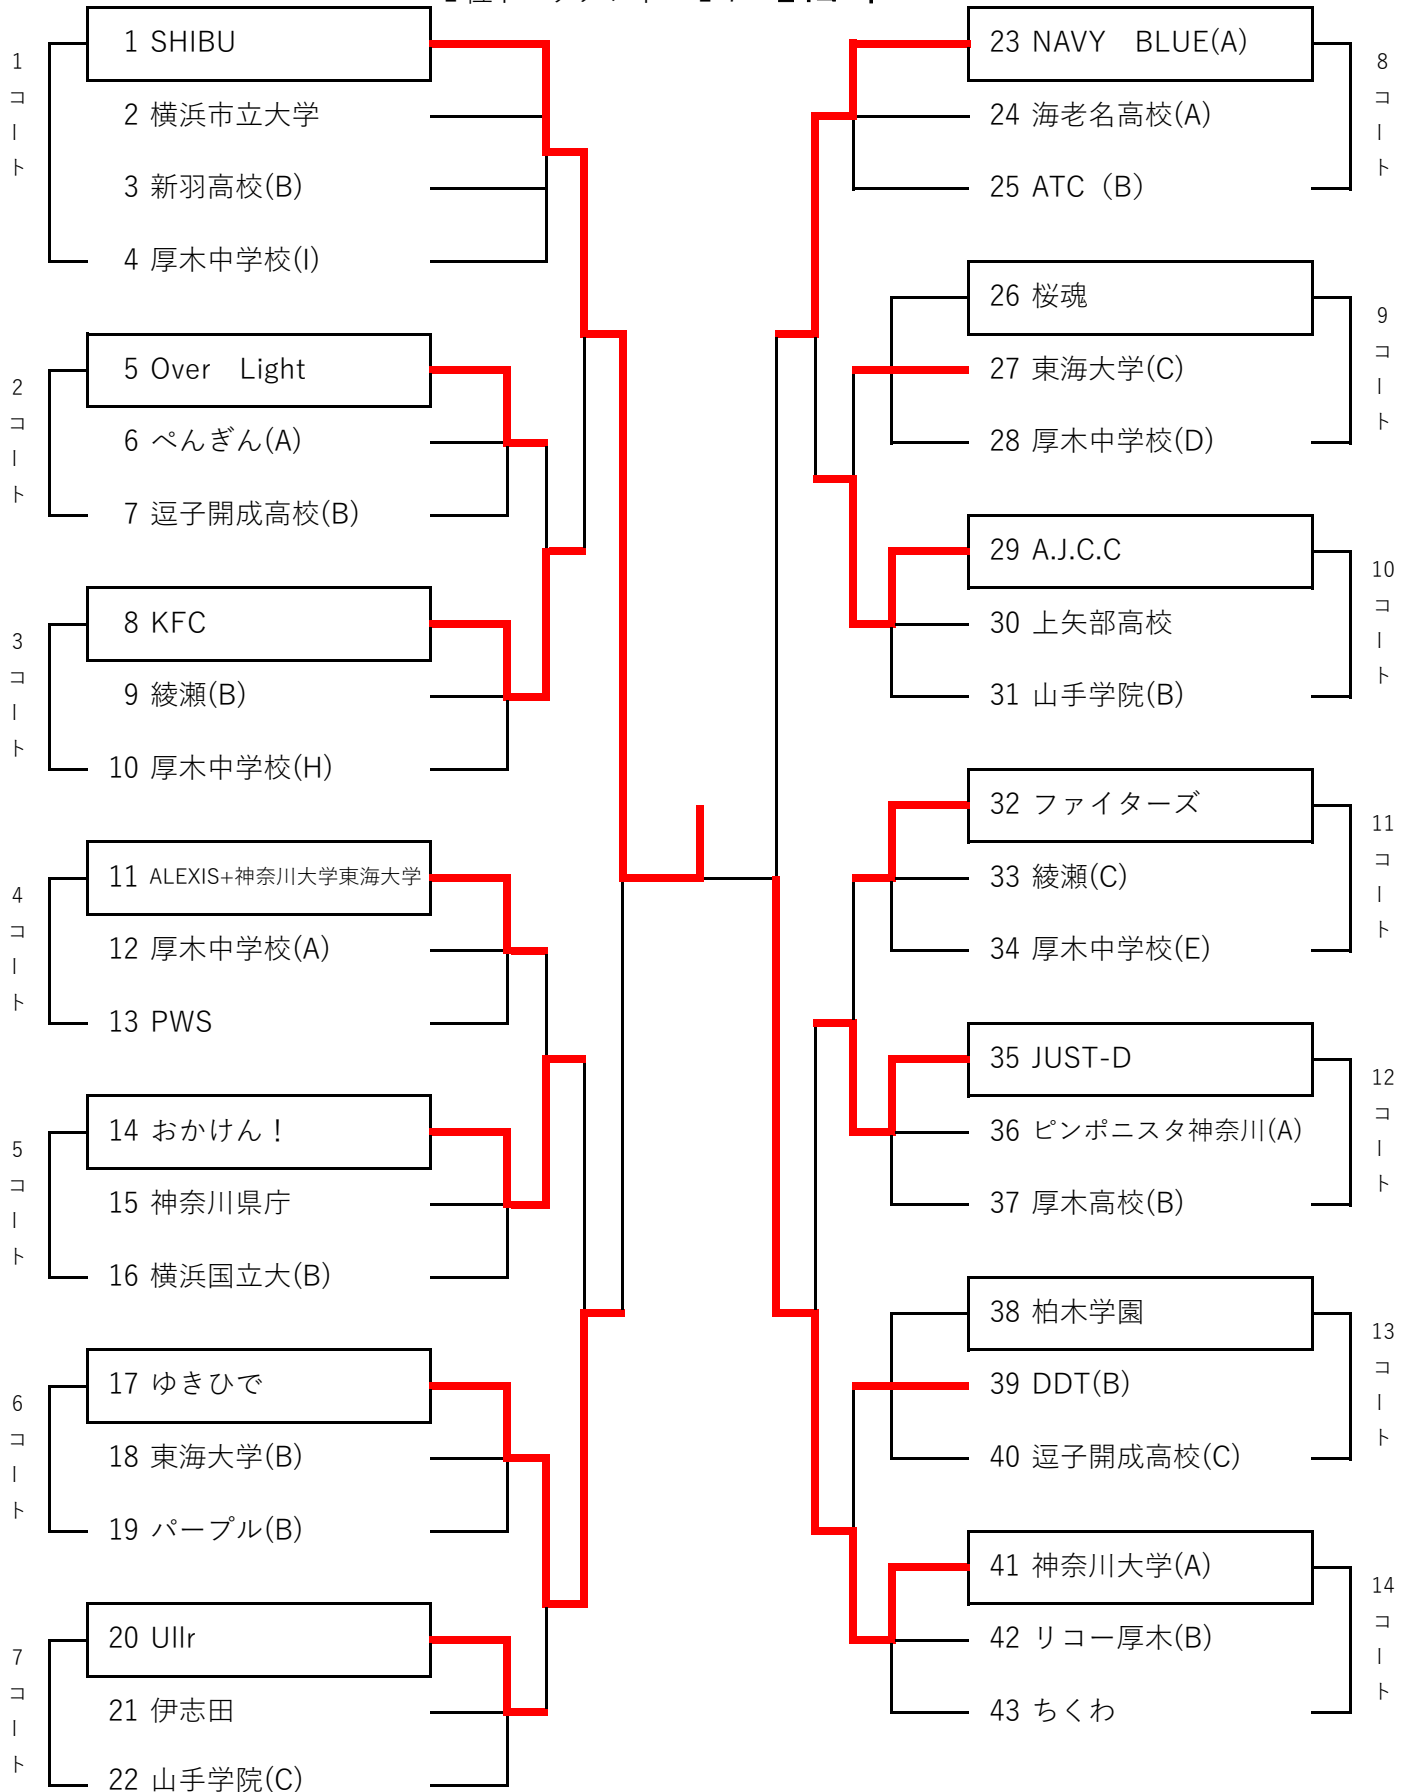 1コート
1 SHIBU
2 横浜市立大学
3 新羽高校(B)
4 厚木中学校(I)
2コート
5 Over　Light
6 ぺんぎん(A)
7 逗子開成高校(B)
3コート
8 KFC
9 綾瀬(B)
10 厚木中学校(H)
4コート
11 ALEXIS+神奈川大学東海大学
12 厚木中学校(A)
13 PWS
5コート
14 おかけん！
15 神奈川県庁
16 横浜国立大(B)
6コート
17 ゆきひで
18 東海大学(B)
19 パープル(B)
7コート
20 Ullr
21 伊志田
22 山手学院(C)
23 NAVY　BLUE(A)
24 海老名高校(A)
25 ATC（B）
8コート
26 桜魂
27 東海大学(C)
28 厚木中学校(D)
9コート
29 A.J.C.C
30 上矢部高校
31 山手学院(B)
10コート
32 ファイターズ
33 綾瀬(C)
34 厚木中学校(E)
11コート
35 JUST-D
36 ピンポニスタ神奈川(A)
37 厚木高校(B)
12コート
38 柏木学園
39 DDT(B)
40 逗子開成高校(C)
13コート
41 神奈川大学(A)
42 リコー厚木(B)
43 ちくわ
14コート